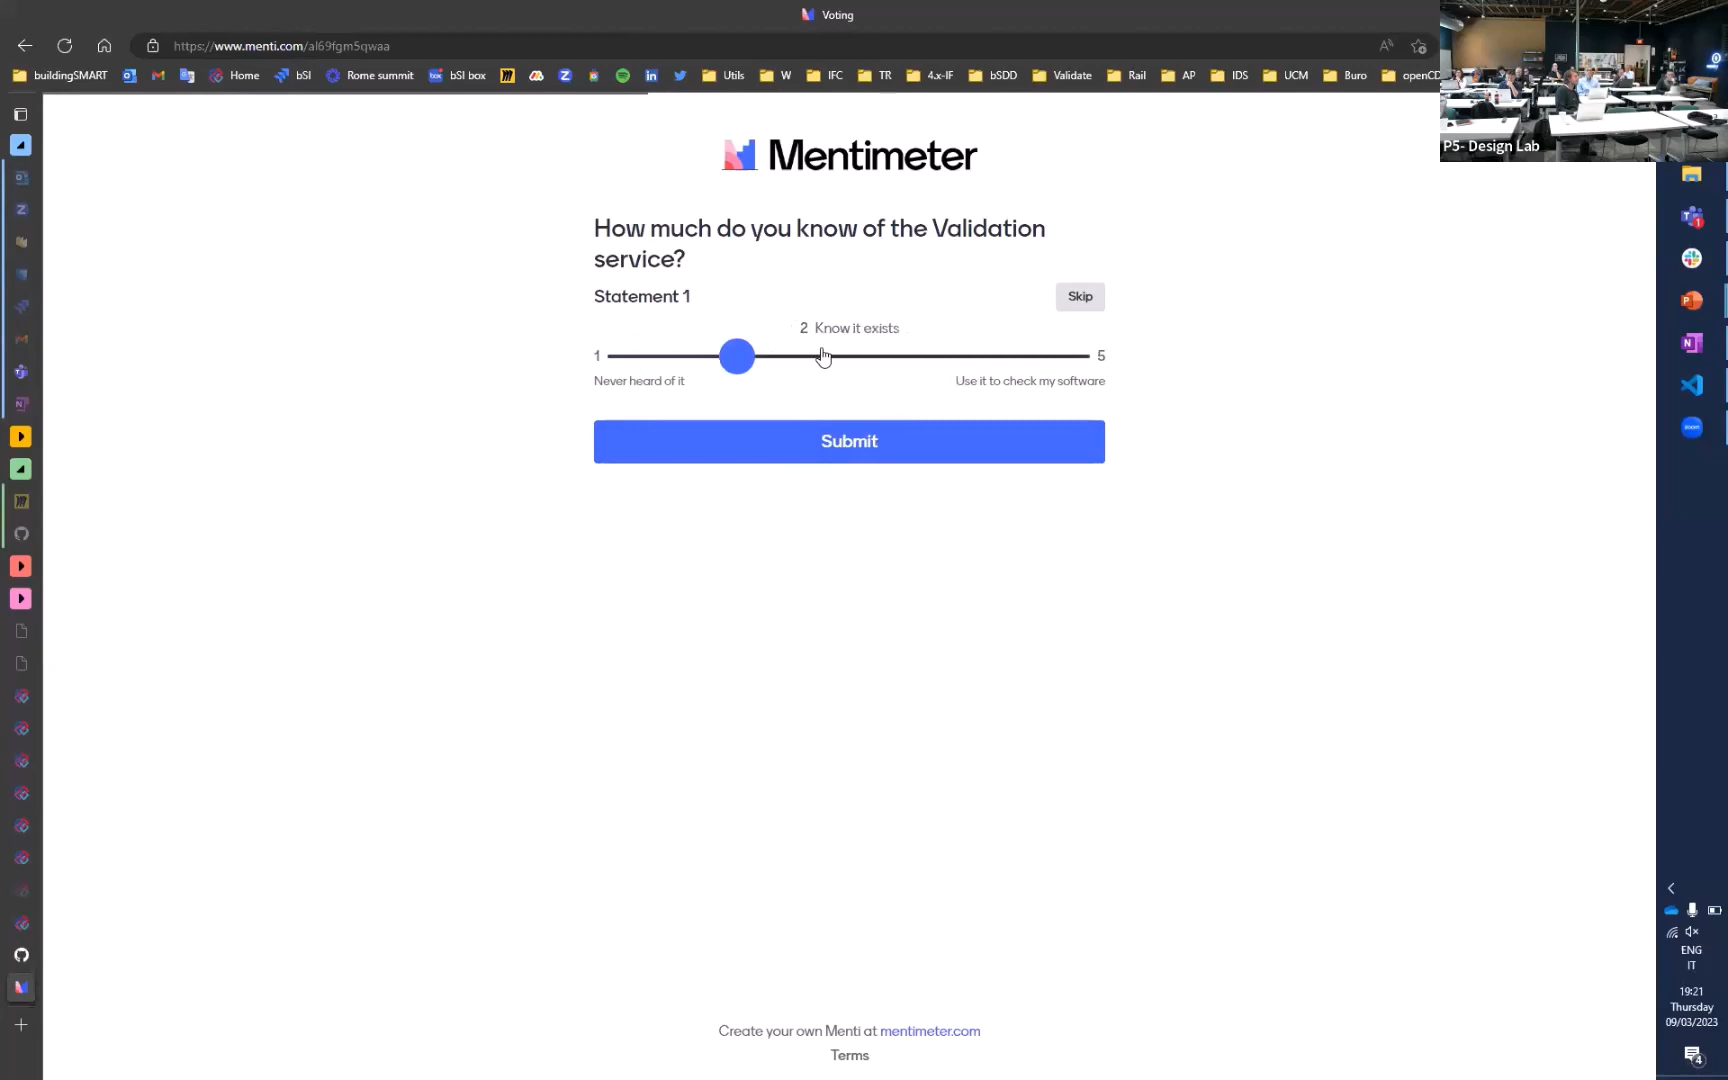 Voting
https://www.menti.com/al69fgm5qwaa
buildingSMART
Home
bSI
Rome summit
bSI box
Utils
W
IFC
TR
4.x-IF
bSDD
Validate
Rail
AP
IDS
UCM
Buro
openCD
P5- Design Lab
Mentimeter
How much do you know of the Validation
service?
Statement 1
Skip
2 Know it exists
1
5
Never heard of it
Use it to check my software
Submit
Create your own Menti at mentimeter.com
Terms
ENG
IT
19:21
Thursday
09/03/2023
4